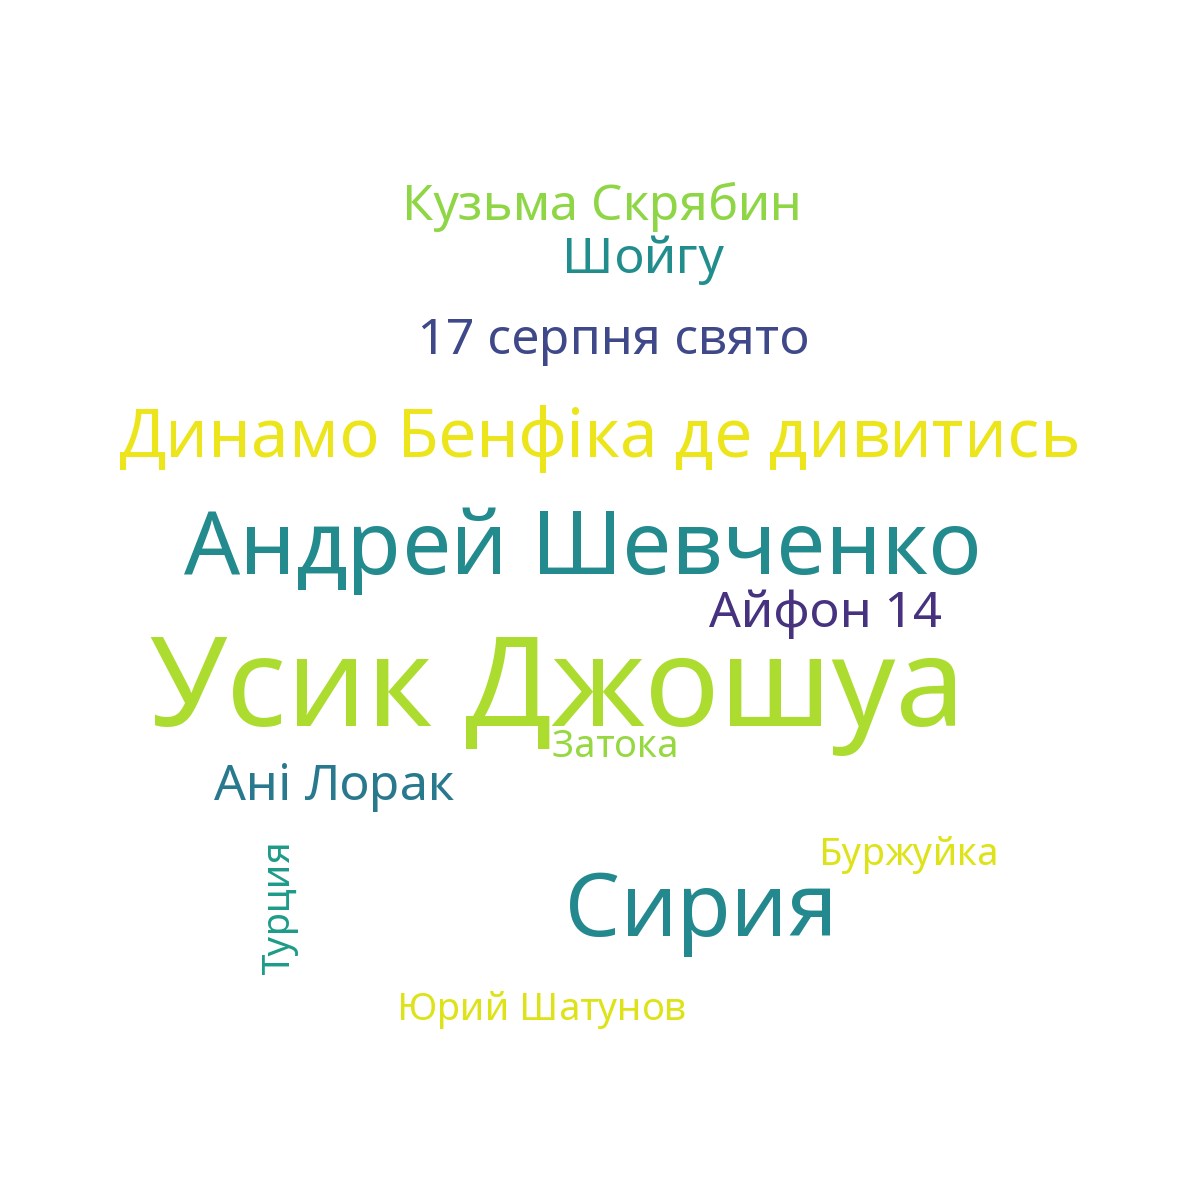 Кузьма Скрябин
Шойгу
17 серпня свято
Динамо Бенфіка де дивитись
Андрей Шевченко
Айфон 14
Усик Джошуа
Затока
Ані Лорак
Буржуйка
Турция
Сирия
Юрий Шатунов